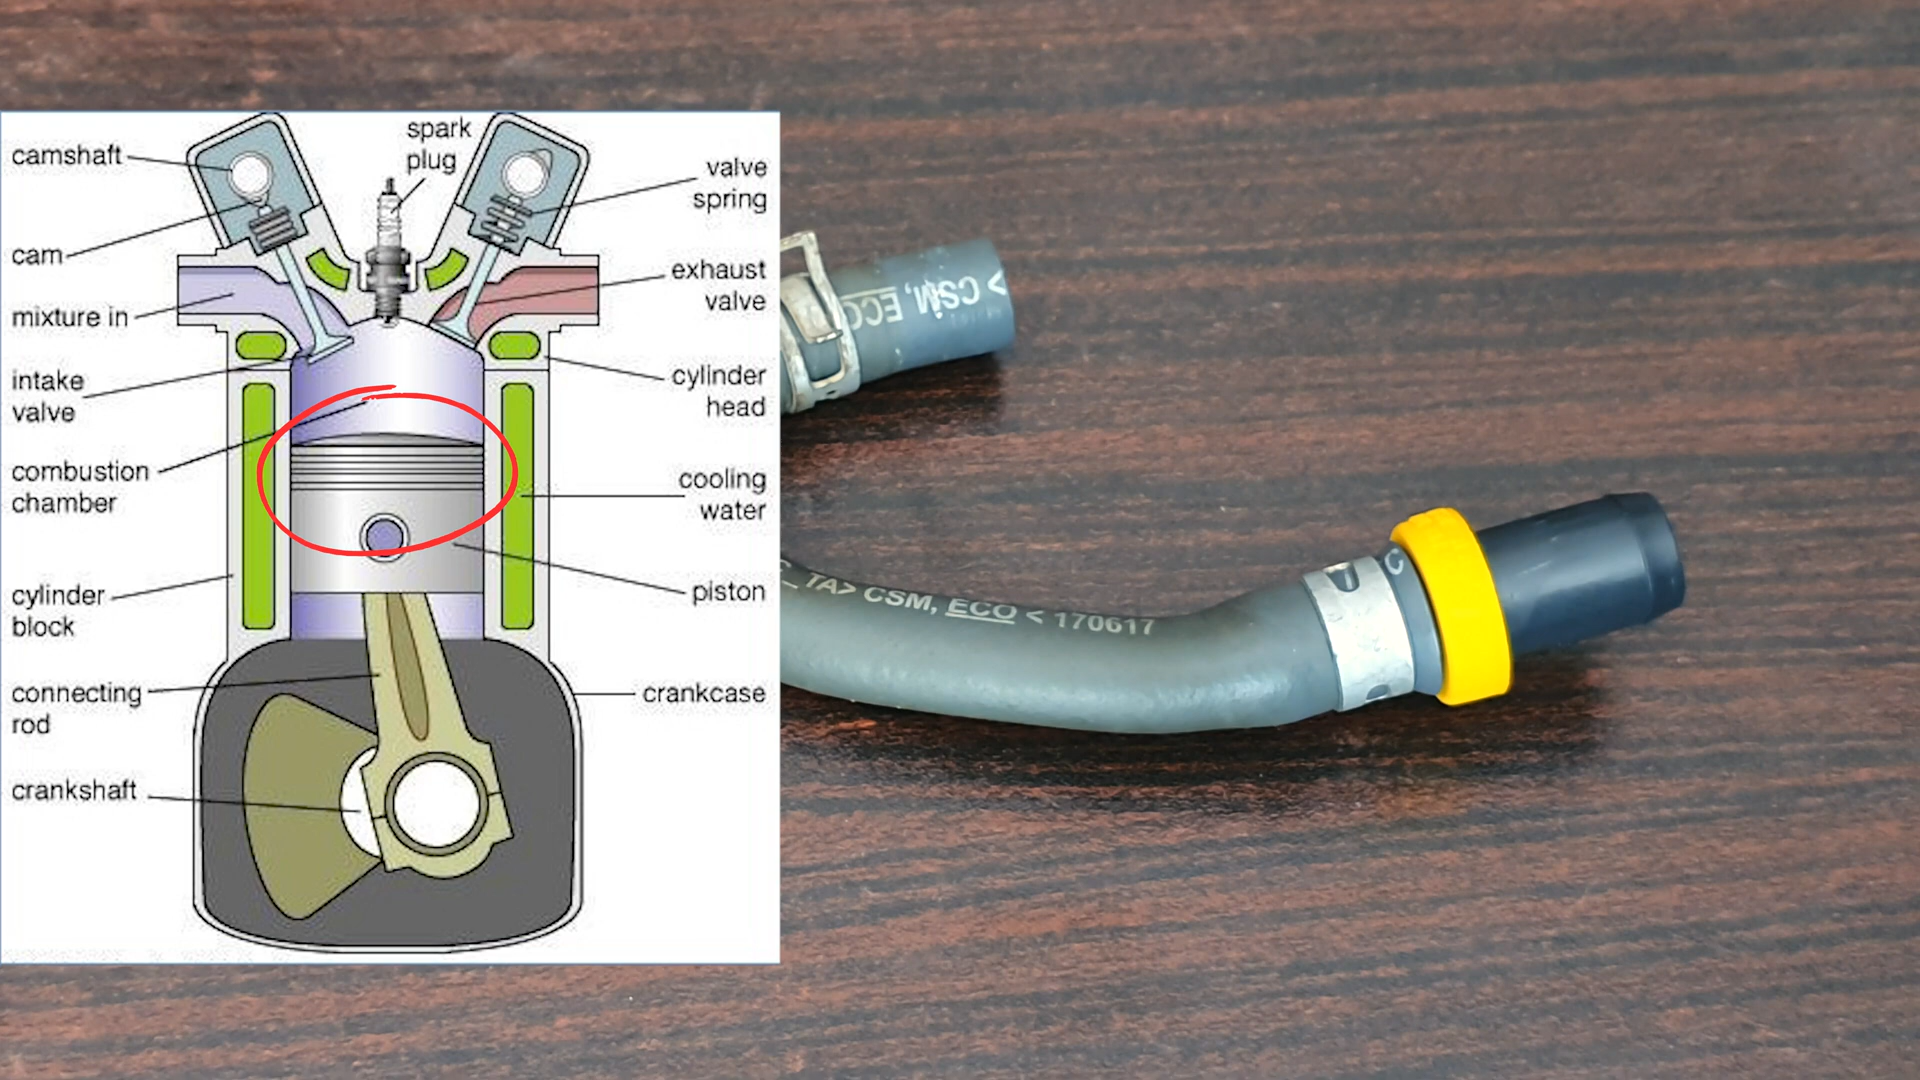 camshaft
spark
plug
valve
spring
cam
exhaust
valve
mixture in
intake
valve
cylinder
head
combustion
chamber
cooling
water
cylinder
block
piston
connecting
rod
crankcase
crankshaft
> CSM, ECO
TA> CSM, ECO < 170617